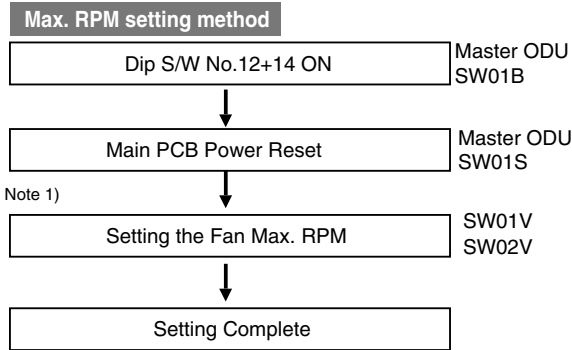 Max. RPM setting method
Dip S/W No.12+14 ON
Master ODU
SW01B
Main PCB Power Reset
Master ODU
SW01S
Note 1)
Setting the Fan Max. RPM
SW01V
SW02V
Setting Complete